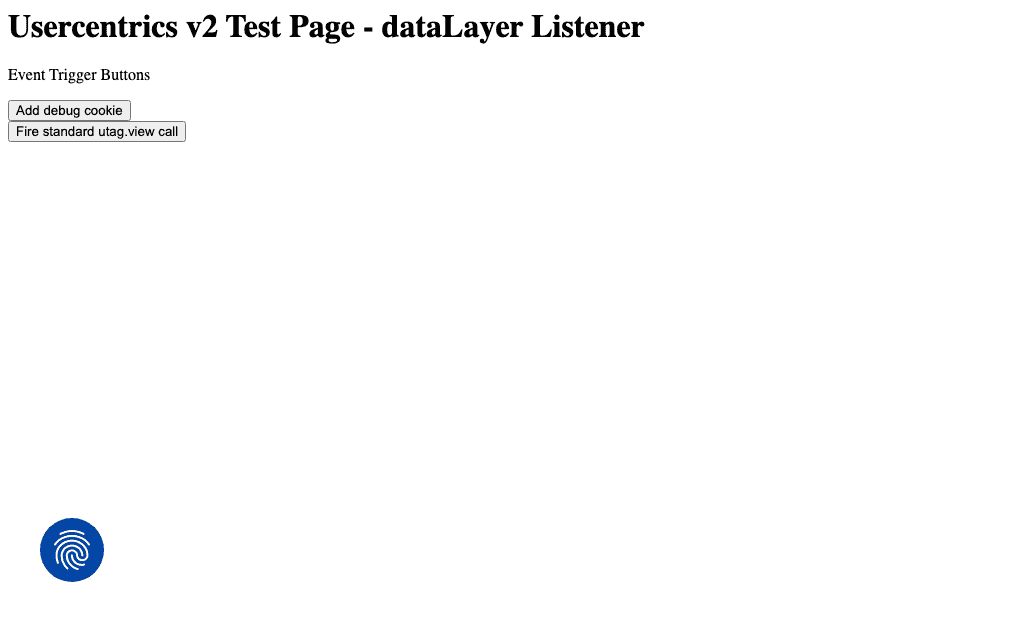 Usercentrics v2 Test Page - dataLayer Listener
Event Trigger Buttons
Add debug cookie
Fire standard utag.view call